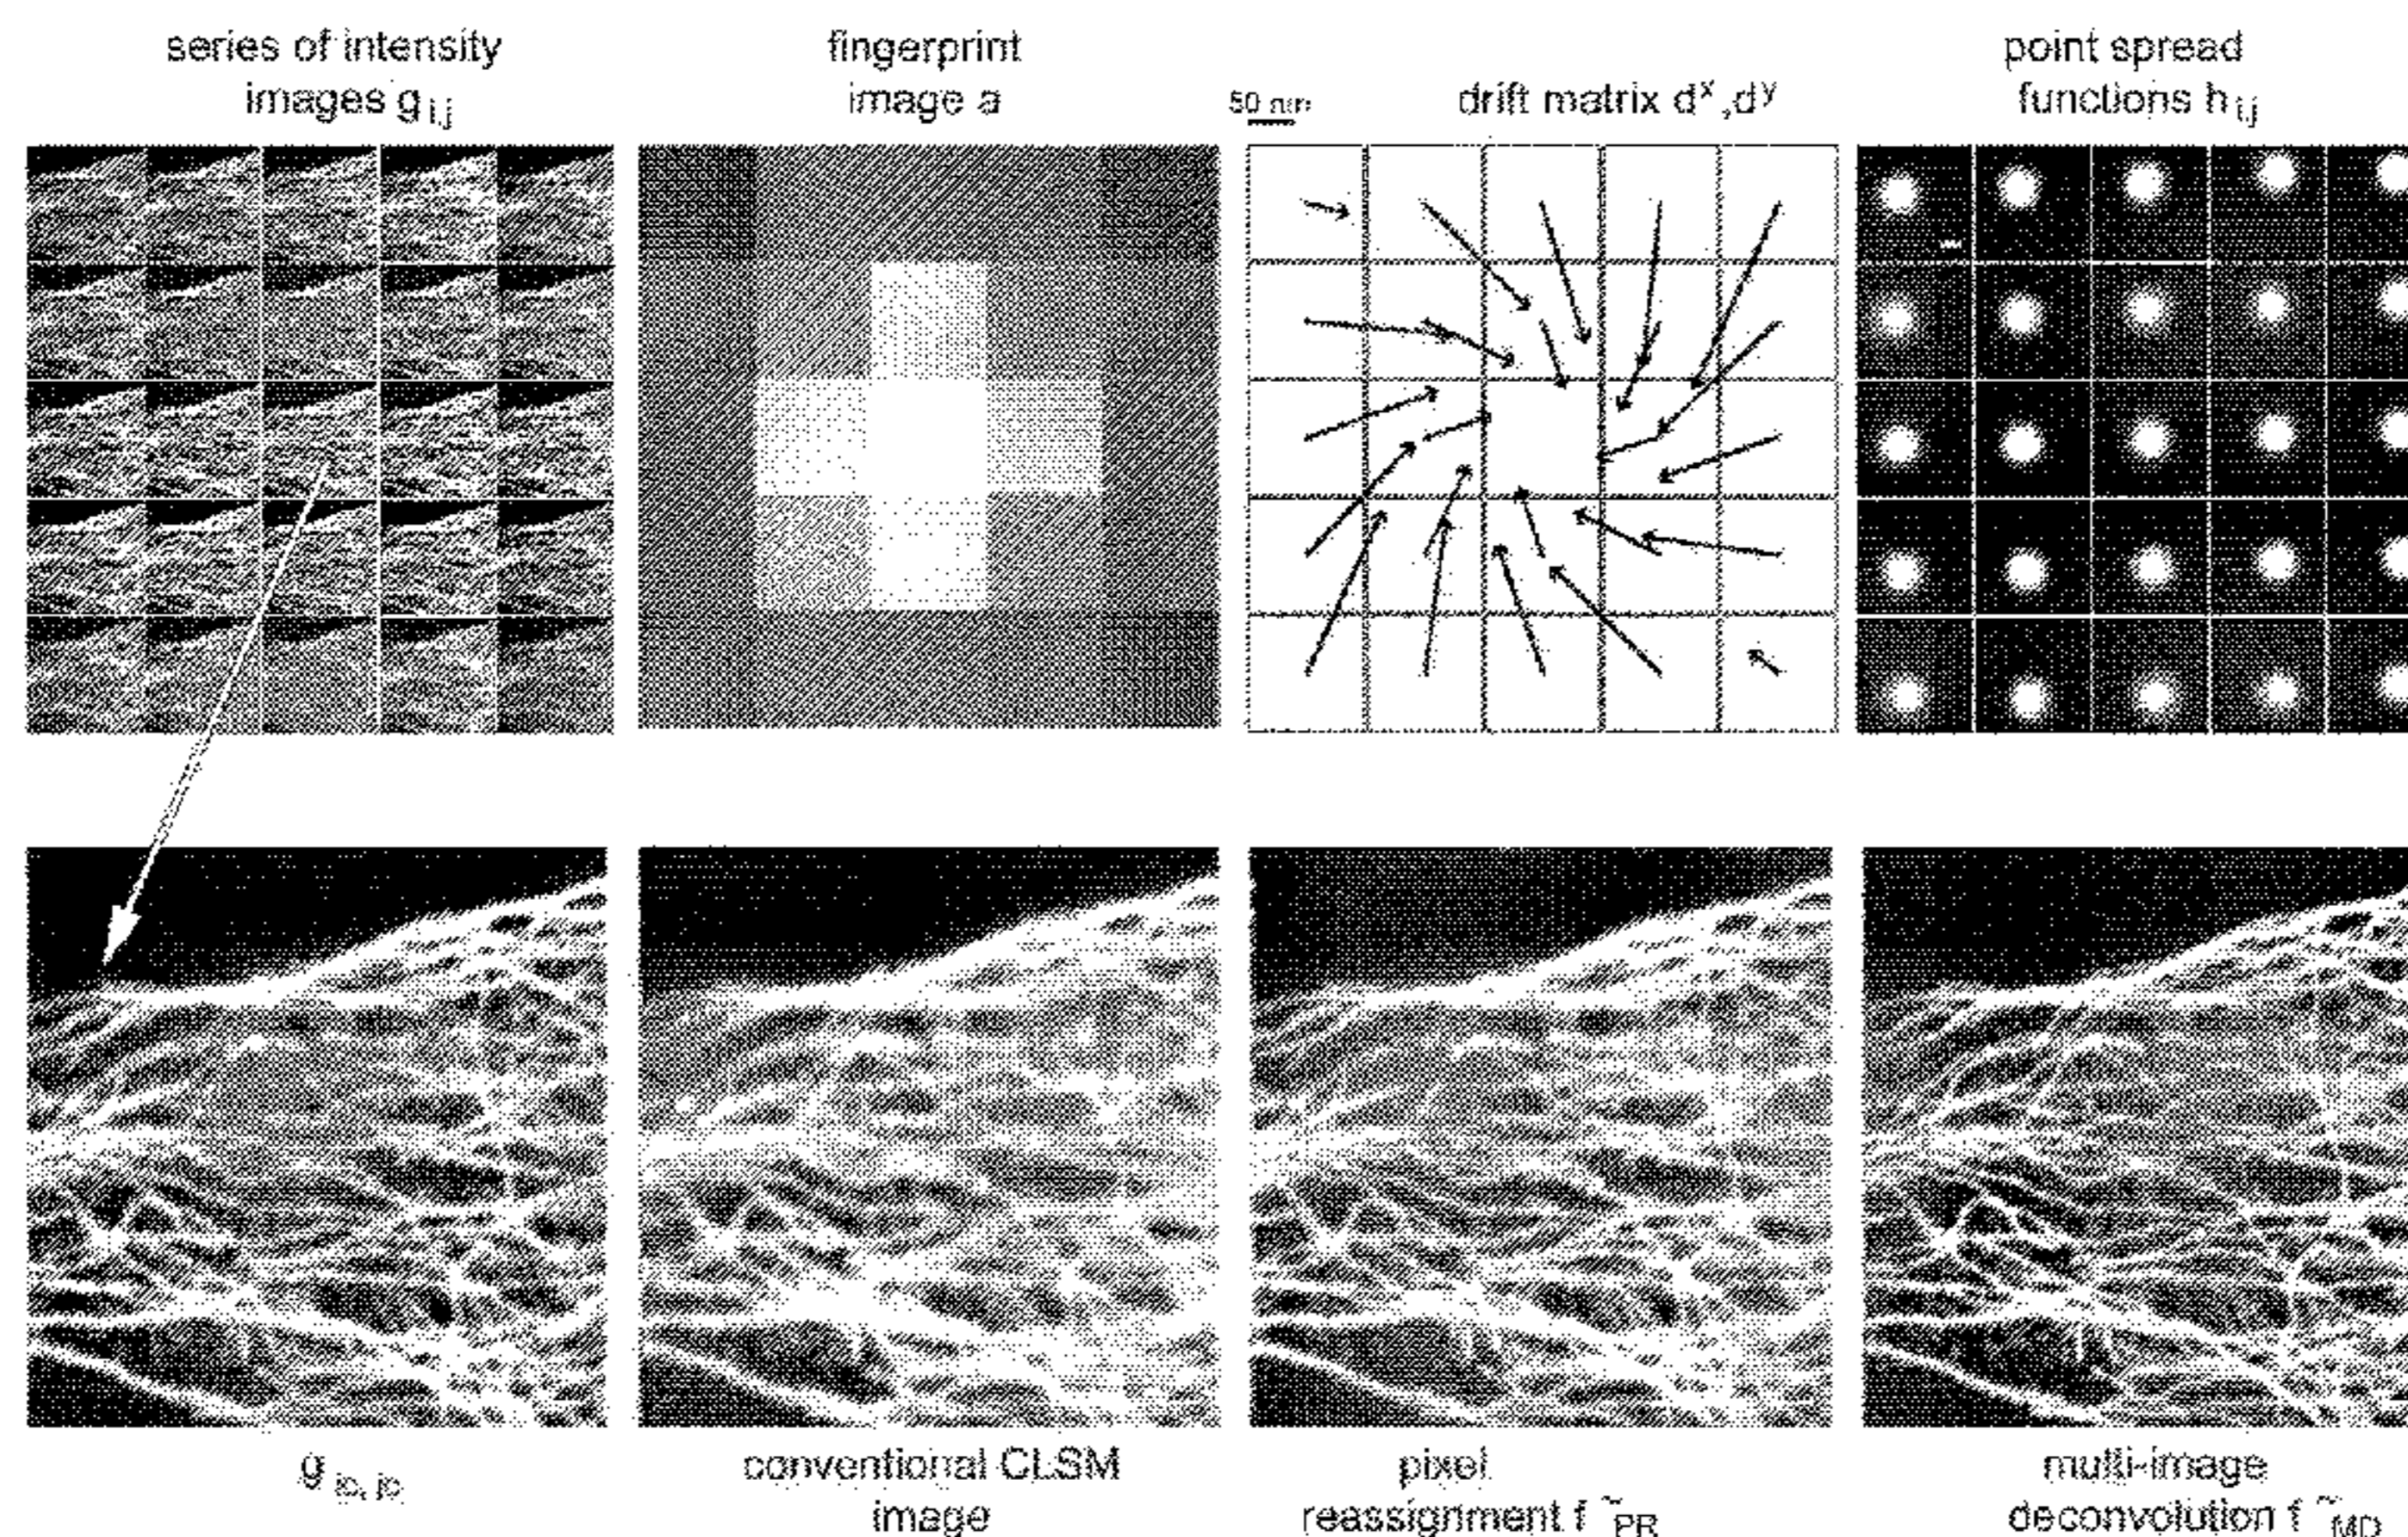 series of intensity
images g i,j
fingerprint
image a
50 nm
drift matrix dˣ,dʸ
point spread
functions h i,j
g ic, jc
conventional CLSM
image
pixel
reassignment f ~ PR
multi-image
deconvolution f ~ MD